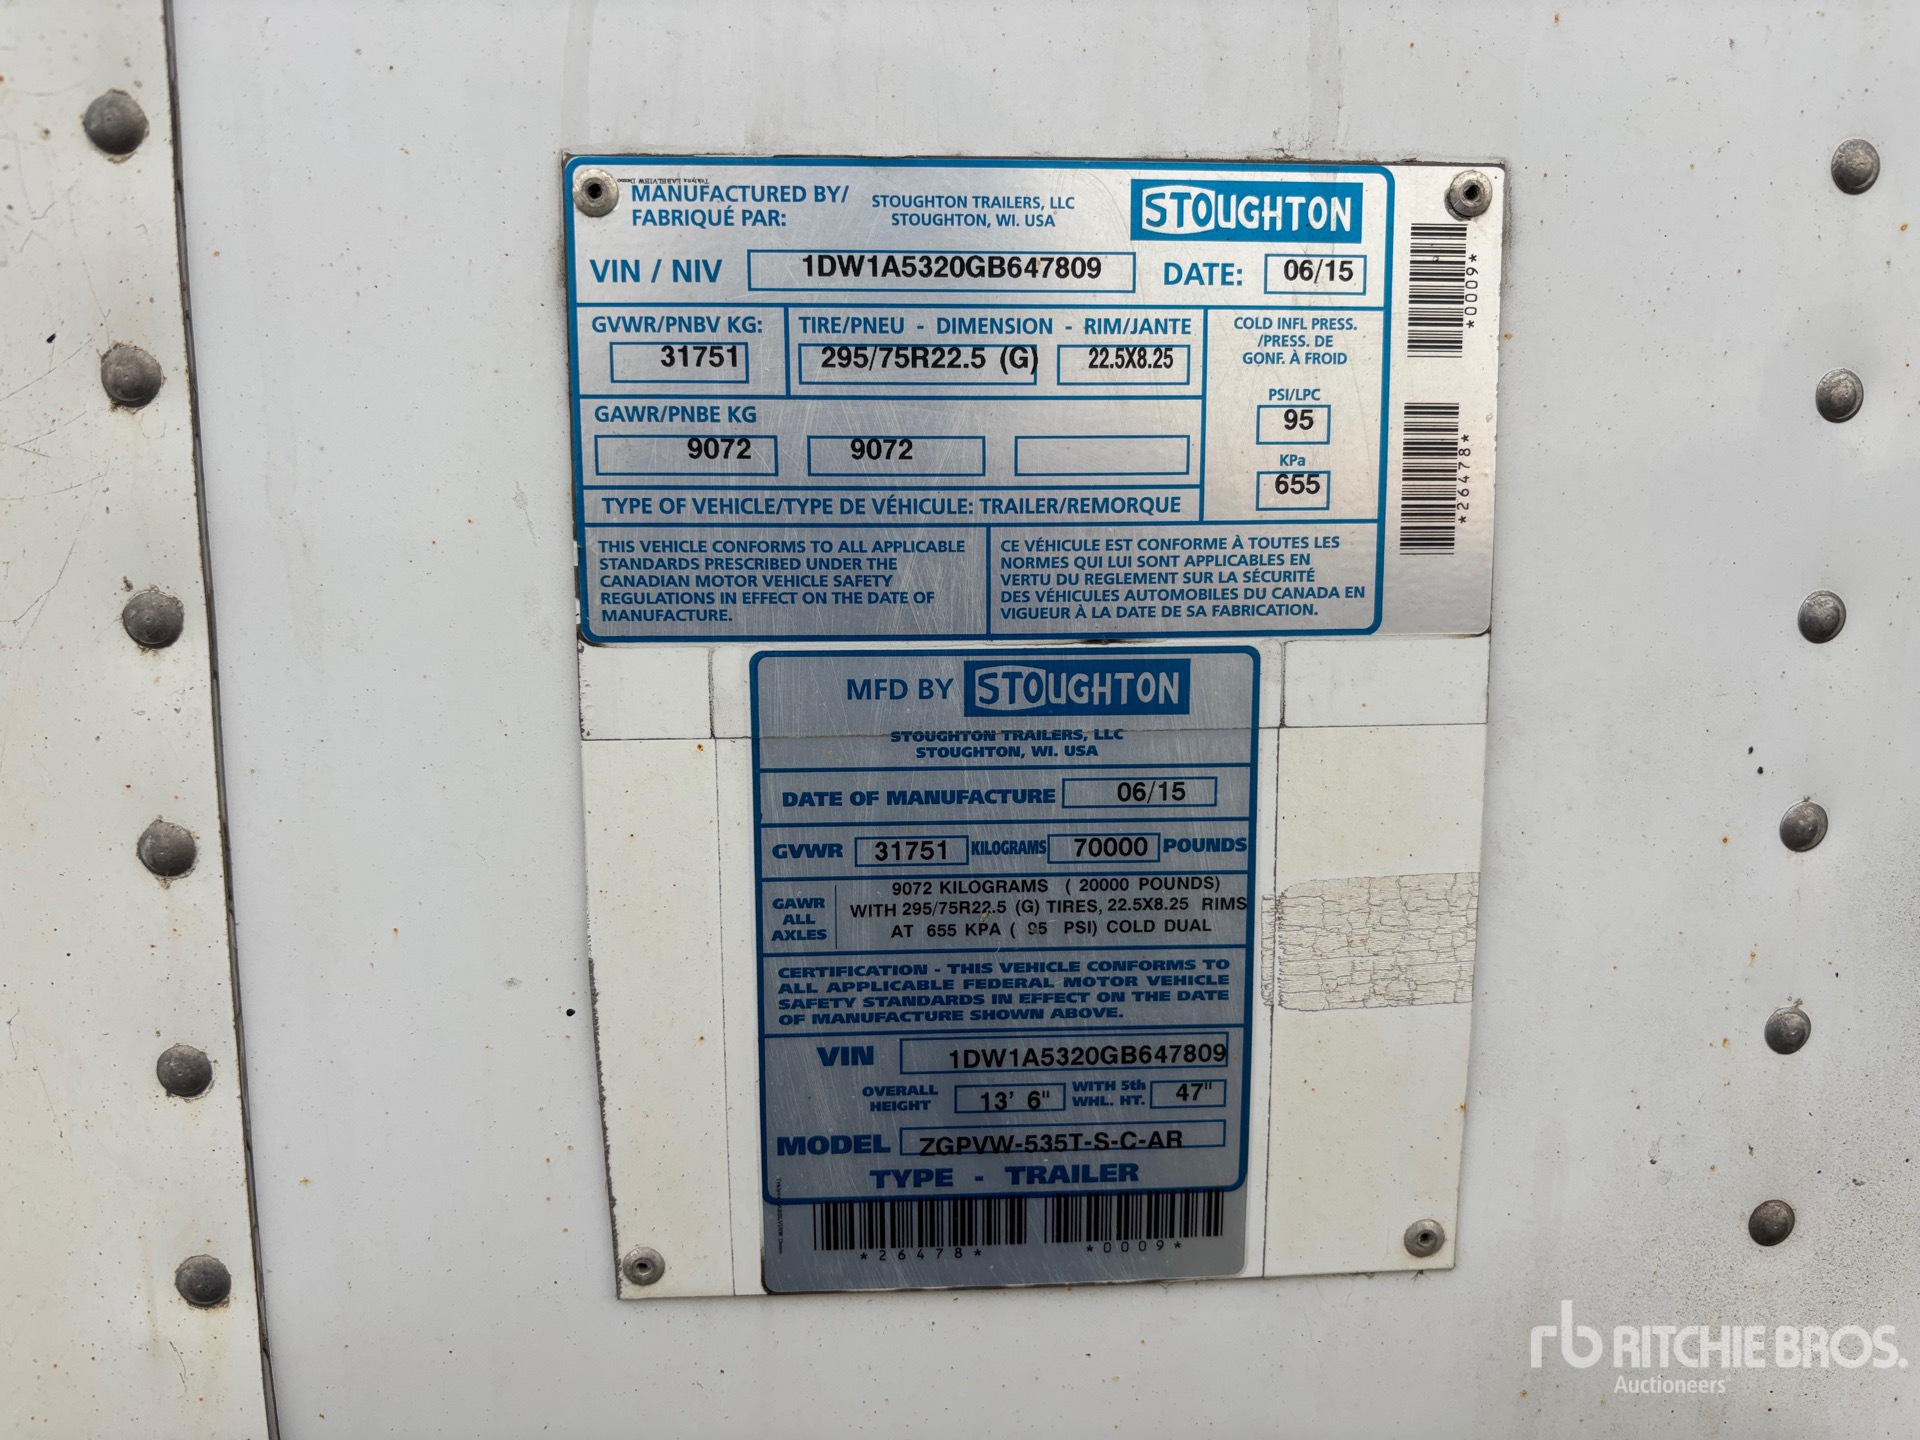 Teklynx LABELVIEW Demo
MANUFACTURED BY/
FABRIQUÉ PAR:
STOUGHTON TRAILERS, LLC
STOUGHTON, WI. USA
STOUGHTON
VIN / NIV 1DW1A5320GB647809 DATE: 06/15
GVWR/PNBV KG:
31751
TIRE/PNEU - DIMENSION - RIM/JANTE
295/75R22.5 (G) 22.5X8.25
COLD INFL PRESS.
/PRESS. DE
GONF. À FROID
PSI/LPC
95
KPa
655
GAWR/PNBE KG
9072 9072
TYPE OF VEHICLE/TYPE DE VÉHICULE: TRAILER/REMORQUE
THIS VEHICLE CONFORMS TO ALL APPLICABLE
STANDARDS PRESCRIBED UNDER THE
CANADIAN MOTOR VEHICLE SAFETY
REGULATIONS IN EFFECT ON THE DATE OF
MANUFACTURE.
CE VÉHICULE EST CONFORME À TOUTES LES
NORMES QUI LUI SONT APPLICABLES EN
VERTU DU REGLEMENT SUR LA SÉCURITÉ
DES VÉHICULES AUTOMOBILES DU CANADA EN
VIGUEUR À LA DATE DE SA FABRICATION.
*0009*
*26478*
MFD BY STOUGHTON
STOUGHTON TRAILERS, LLC
STOUGHTON, WI. USA
DATE OF MANUFACTURE 06/15
GVWR 31751 KILOGRAMS 70000 POUNDS
GAWR
ALL
AXLES
9072 KILOGRAMS ( 20000 POUNDS)
WITH 295/75R22.5 (G) TIRES, 22.5X8.25 RIMS
AT 655 KPA ( 95 PSI) COLD DUAL
CERTIFICATION - THIS VEHICLE CONFORMS TO
ALL APPLICABLE FEDERAL MOTOR VEHICLE
SAFETY STANDARDS IN EFFECT ON THE DATE
OF MANUFACTURE SHOWN ABOVE.
VIN 1DW1A5320GB647809
OVERALL
HEIGHT
13' 6"
WITH 5th
WHL. HT.
47"
MODEL ZGPVW-535T-S-C-AR
TYPE - TRAILER
Teklynx LABELVIEW Demo
*26478* *0009*
rb RITCHIE BROS.
Auctioneers